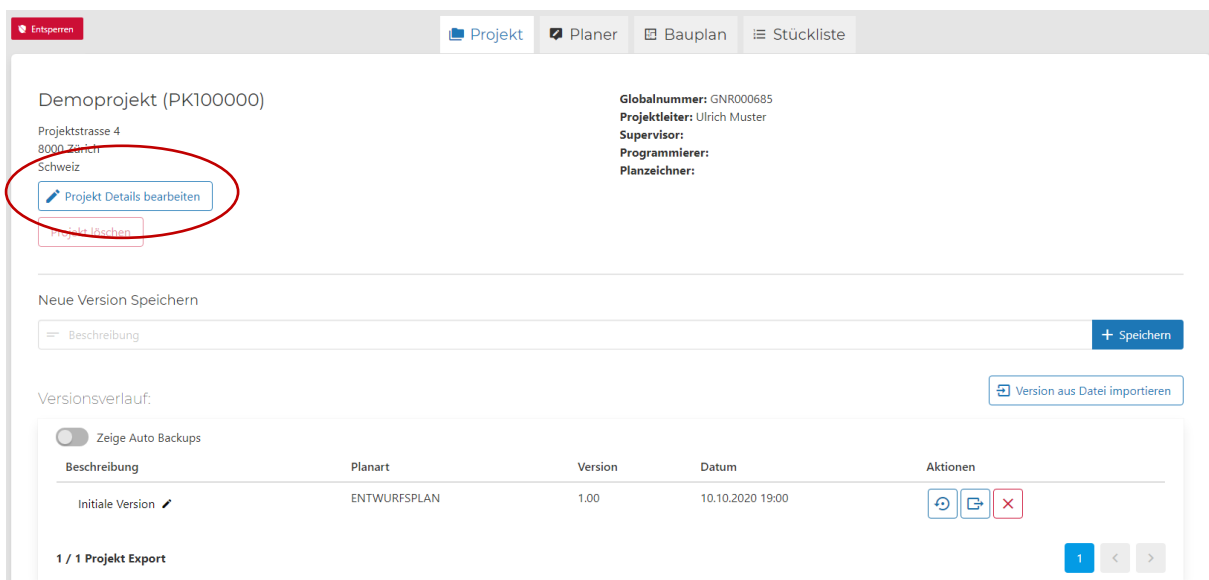 Entsperren
Projekt
Planer
Bauplan
Stückliste
Demoprojekt (PK100000)
Projektstrasse 4
8000 Zürich
Schweiz
Projekt Details bearbeiten
Projekt löschen
Globalnummer: GNR000685
Projektleiter: Ulrich Muster
Supervisor:
Programmierer:
Planzeichner:
Neue Version Speichern
Beschreibung
+ Speichern
Versionsverlauf:
Version aus Datei importieren
Zeige Auto Backups
Beschreibung Planart Version Datum Aktionen
Initiale Version ENTWURFSPLAN 1.00 10.10.2020 19:00
1 / 1 Projekt Export
1 < >